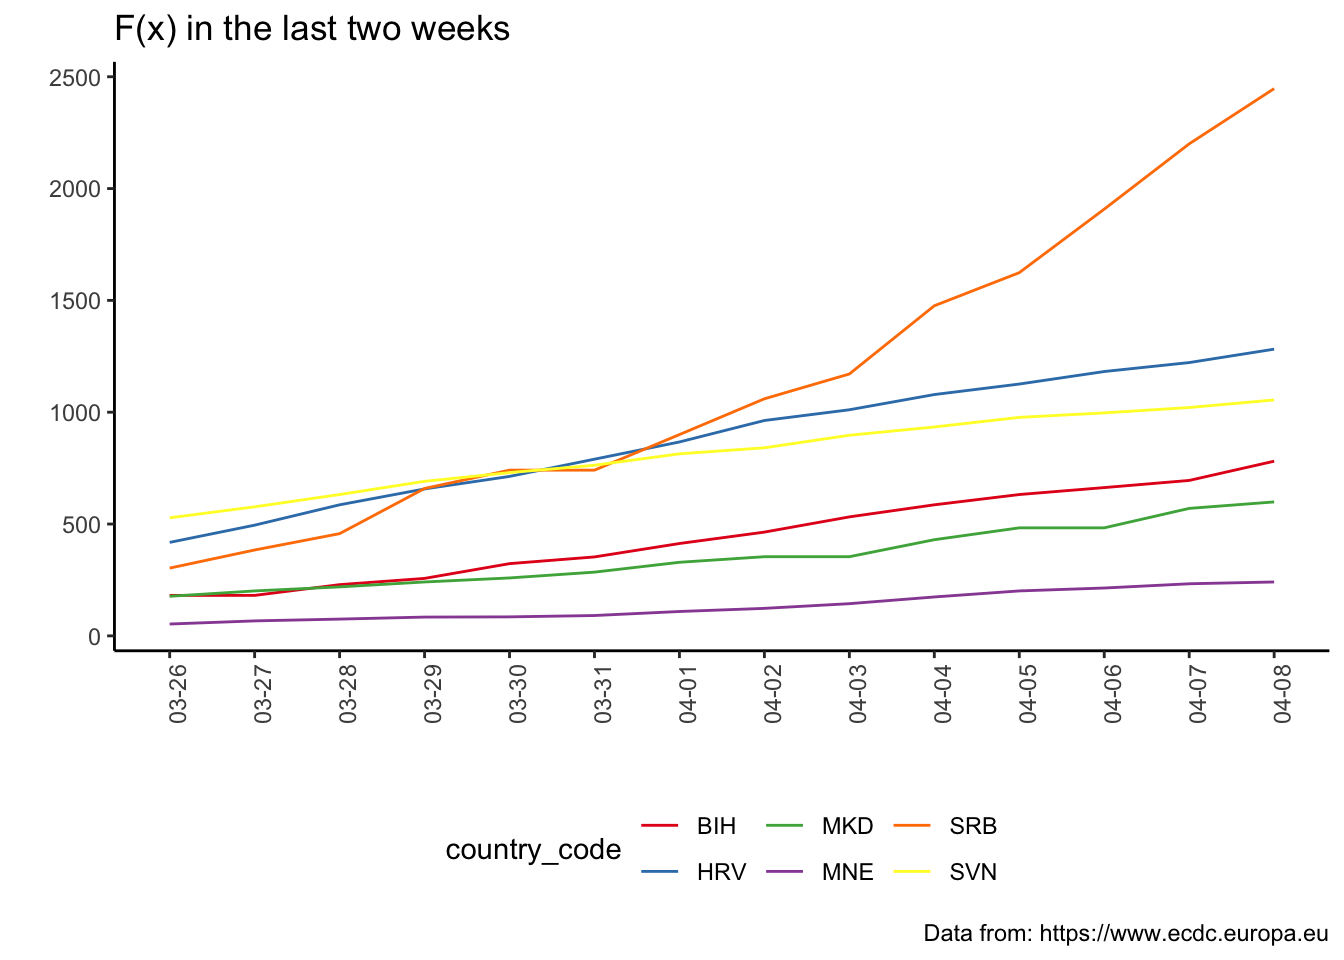 F(x) in the last two weeks
2500
2000
1500
1000
500
0
03-26
03-27
03-28
03-29
03-30
03-31
04-01
04-02
04-03
04-04
04-05
04-06
04-07
04-08
country_code
BIH
MKD
SRB
HRV
MNE
SVN
Data from: https://www.ecdc.europa.eu